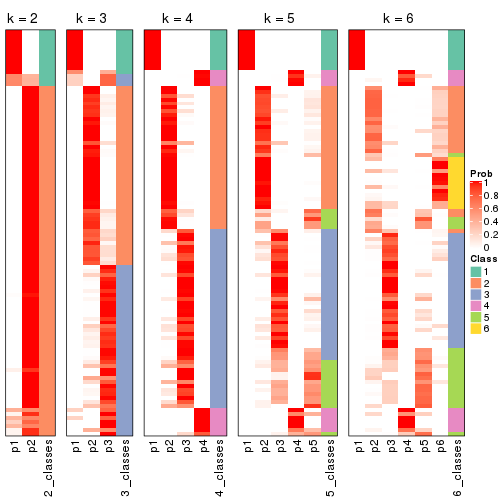 k = 2
k = 3
k = 4
k = 5
k = 6
Prob
1
0.8
0.6
0.4
0.2
0
Class
1
2
3
4
5
6
p1
p2
2_classes
p1
p2
p3
3_classes
p1
p2
p3
p4
4_classes
p1
p2
p3
p4
p5
5_classes
p1
p2
p3
p4
p5
p6
6_classes